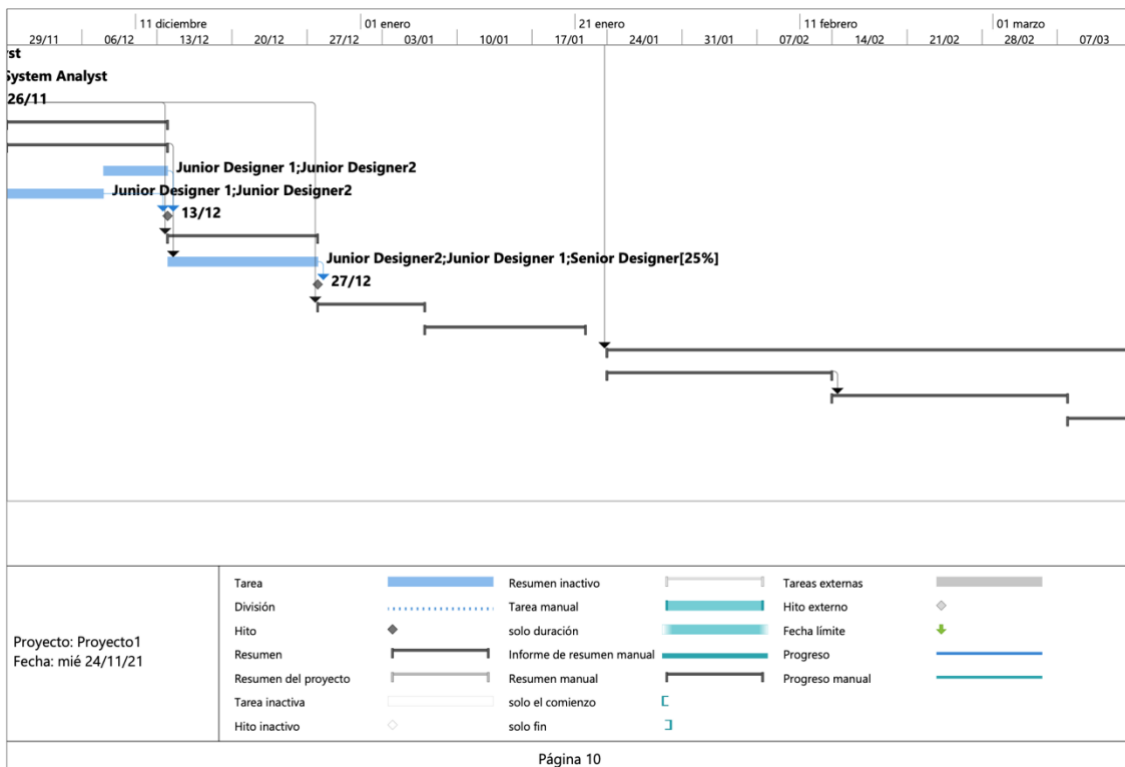 11 diciembre 01 enero 21 enero 11 febrero 01 marzo
29/11 06/12 13/12 20/12 27/12 03/01 10/01 17/01 24/01 31/01 07/02 14/02 21/02 28/02 07/03
rst
System Analyst
26/11
Junior Designer 1;Junior Designer2
Junior Designer 1;Junior Designer2
13/12
Junior Designer2;Junior Designer 1;Senior Designer[25%]
27/12
Proyecto: Proyecto1
Fecha: mié 24/11/21
Tarea Resumen inactivo Tareas externas
División Tarea manual Hito externo
Hito solo duración Fecha límite
Resumen Informe de resumen manual Progreso
Resumen del proyecto Resumen manual Progreso manual
Tarea inactiva solo el comienzo
Hito inactivo solo fin
Página 10